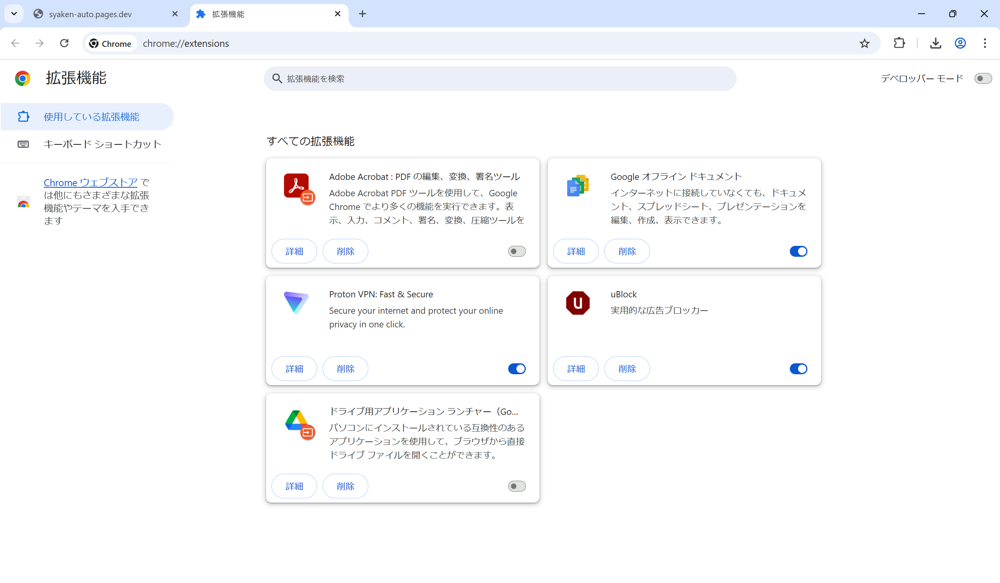 syaken-auto.pages.dev
拡張機能
Chrome
chrome://extensions
拡張機能
拡張機能を検索
デベロッパー モード
使用している拡張機能
キーボード ショートカット
Chrome ウェブストア で
は他にもさまざまな拡張
機能やテーマを入手でき
ます
すべての拡張機能
Adobe Acrobat : PDF の編集、変換、署名ツール
Adobe Acrobat PDF ツールを使用して、Google
Chrome でより多くの機能を実行できます。表
示、入力、コメント、署名、変換、圧縮ツールを
詳細
削除
Google オフライン ドキュメント
インターネットに接続していなくても、ドキュメ
ント、スプレッドシート、プレゼンテーションを
編集、作成、表示できます。
詳細
削除
Proton VPN: Fast & Secure
Secure your internet and protect your online
privacy in one click.
詳細
削除
uBlock
実用的な広告ブロッカー
詳細
削除
ドライブ用アプリケーション ランチャー（Go...
パソコンにインストールされている互換性のある
アプリケーションを使用して、ブラウザから直接
ドライブ ファイルを開くことができます。
詳細
削除